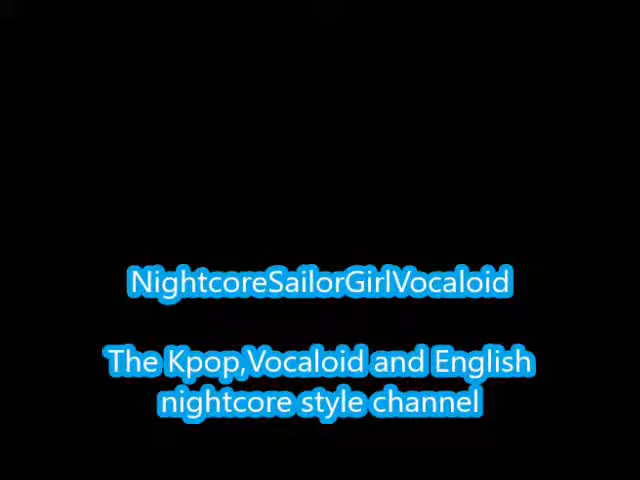 NightcoreSailorGirlVocaloid
The Kpop,Vocaloid and English
nightcore style channel